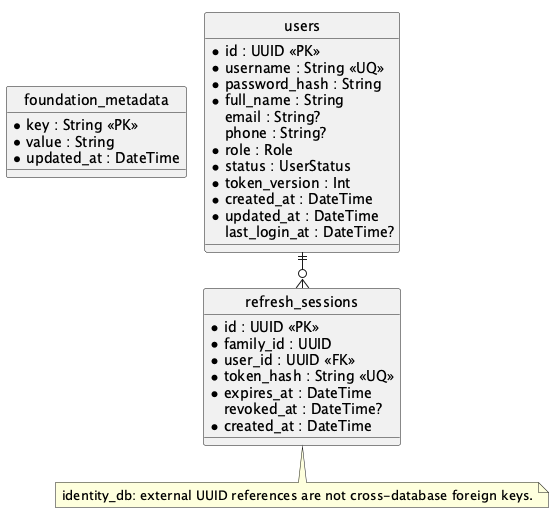 users
* id : UUID «PK»
* username : String «UQ»
* password_hash : String
* full_name : String
email : String?
phone : String?
* role : Role
* status : UserStatus
* token_version : Int
* created_at : DateTime
* updated_at : DateTime
last_login_at : DateTime?
foundation_metadata
* key : String «PK»
* value : String
* updated_at : DateTime
refresh_sessions
* id : UUID «PK»
* family_id : UUID
* user_id : UUID «FK»
* token_hash : String «UQ»
* expires_at : DateTime
revoked_at : DateTime?
* created_at : DateTime
identity_db: external UUID references are not cross-database foreign keys.